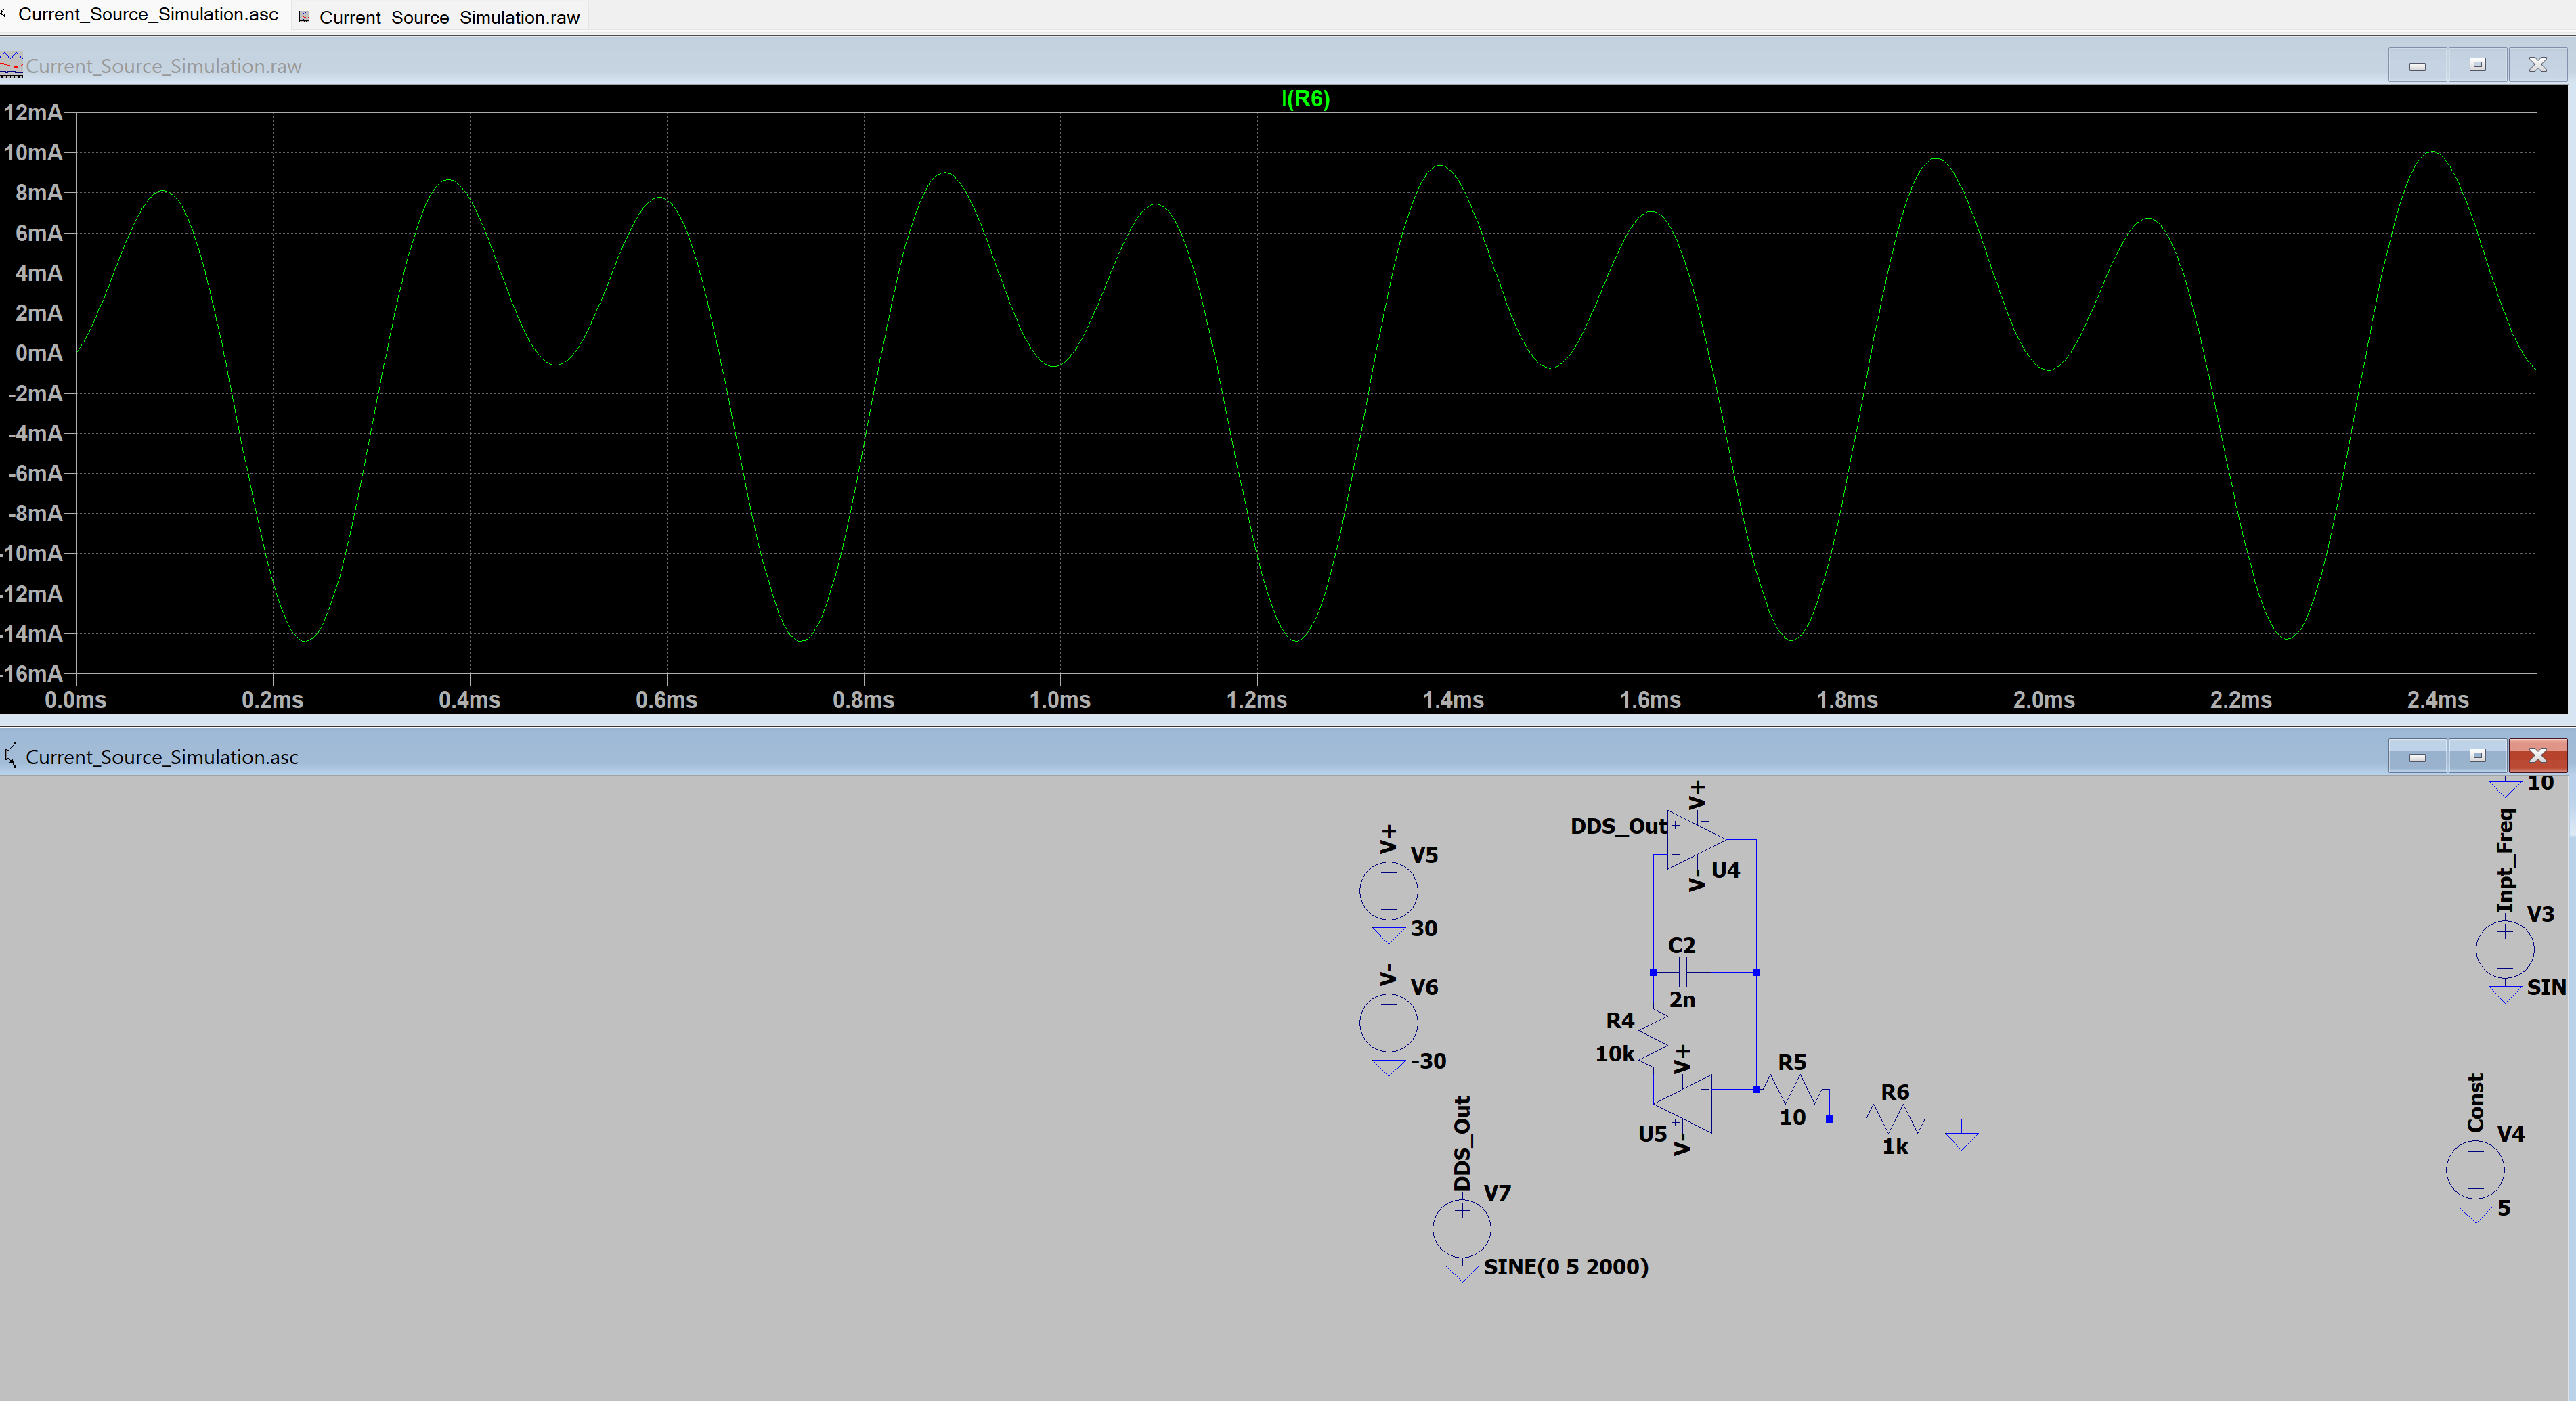 Current_Source_Simulation.asc
Current_Source_Simulation.raw
Current_Source_Simulation.raw
I(R6)
12mA
10mA
8mA
6mA
4mA
2mA
0mA
-2mA
-4mA
-6mA
-8mA
-10mA
-12mA
-14mA
-16mA
0.0ms 0.2ms 0.4ms 0.6ms 0.8ms 1.0ms 1.2ms 1.4ms 1.6ms 1.8ms 2.0ms 2.2ms 2.4ms
Current_Source_Simulation.asc
V+
V5
30
V-
V6
-30
DDS_Out
V7
SINE(0 5 2000)
DDS_Out
V+
V-
U4
C2
2n
R4
10k
V+
V-
U5
R5
10
R6
1k
10
Inpt_Freq
V3
SIN
Const
V4
5